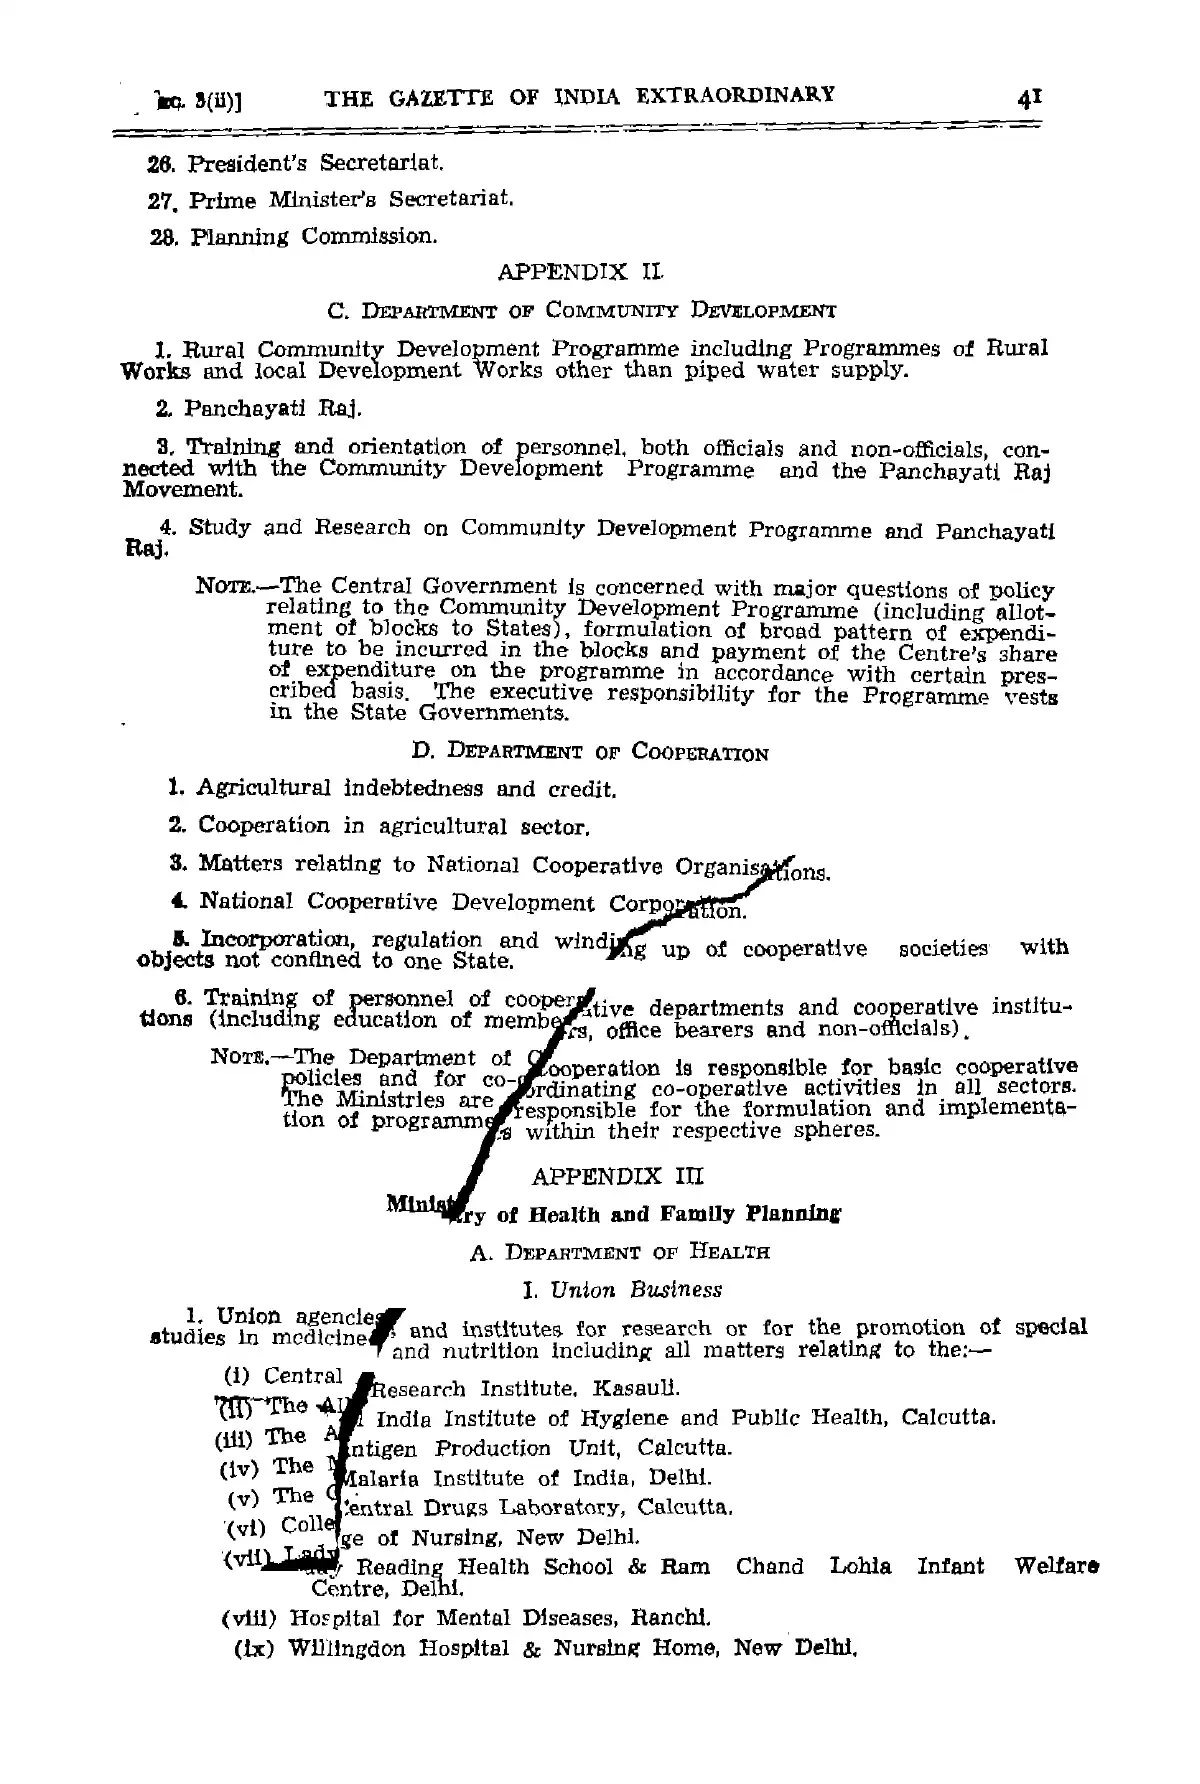 Sec. 3(ii)] THE GAZETTE OF INDIA EXTRAORDINARY 41
26. President's Secretariat.
27. Prime Minister's Secretariat.
28. Planning Commission.
APPENDIX II
C. DEPARTMENT OF COMMUNITY DEVELOPMENT
1. Rural Community Development Programme including Programmes of Rural
Works and local Development Works other than piped water supply.
2. Panchayati Raj.
3. Training and orientation of personnel, both officials and non-officials, con-
nected with the Community Development Programme and the Panchayati Raj
Movement.
4. Study and Research on Community Development Programme and Panchayati
Raj.
NOTE.—The Central Government is concerned with major questions of policy
relating to the Community Development Programme (including allot-
ment of blocks to States), formulation of broad pattern of expendi-
ture to be incurred in the blocks and payment of the Centre's share
of expenditure on the programme in accordance with certain pres-
cribed basis. The executive responsibility for the Programme vests
in the State Governments.
D. DEPARTMENT OF COOPERATION
1. Agricultural indebtedness and credit.
2. Cooperation in agricultural sector.
3. Matters relating to National Cooperative Organisations.
4. National Cooperative Development Corporation.
5. Incorporation, regulation and winding up of cooperative societies with
objects not confined to one State.
6. Training of personnel of cooperative departments and cooperative institu-
tions (including education of members, office bearers and non-officials).
NOTE.—The Department of Cooperation is responsible for basic cooperative
policies and for co-ordinating co-operative activities in all sectors.
The Ministries are responsible for the formulation and implementa-
tion of programmes within their respective spheres.
APPENDIX III
Ministry of Health and Family Planning
A. DEPARTMENT OF HEALTH
I. Union Business
1. Union agencies and institutes for research or for the promotion of special
studies in medicine and nutrition including all matters relating to the:—
(i) Central Research Institute, Kasauli.
(ii) The All India Institute of Hygiene and Public Health, Calcutta.
(iii) The Antigen Production Unit, Calcutta.
(iv) The Malaria Institute of India, Delhi.
(v) The Central Drugs Laboratory, Calcutta.
(vi) College of Nursing, New Delhi.
(vii) Lady Reading Health School & Ram Chand Lohia Infant Welfare
Centre, Delhi.
(viii) Hospital for Mental Diseases, Ranchi.
(ix) Willingdon Hospital & Nursing Home, New Delhi.